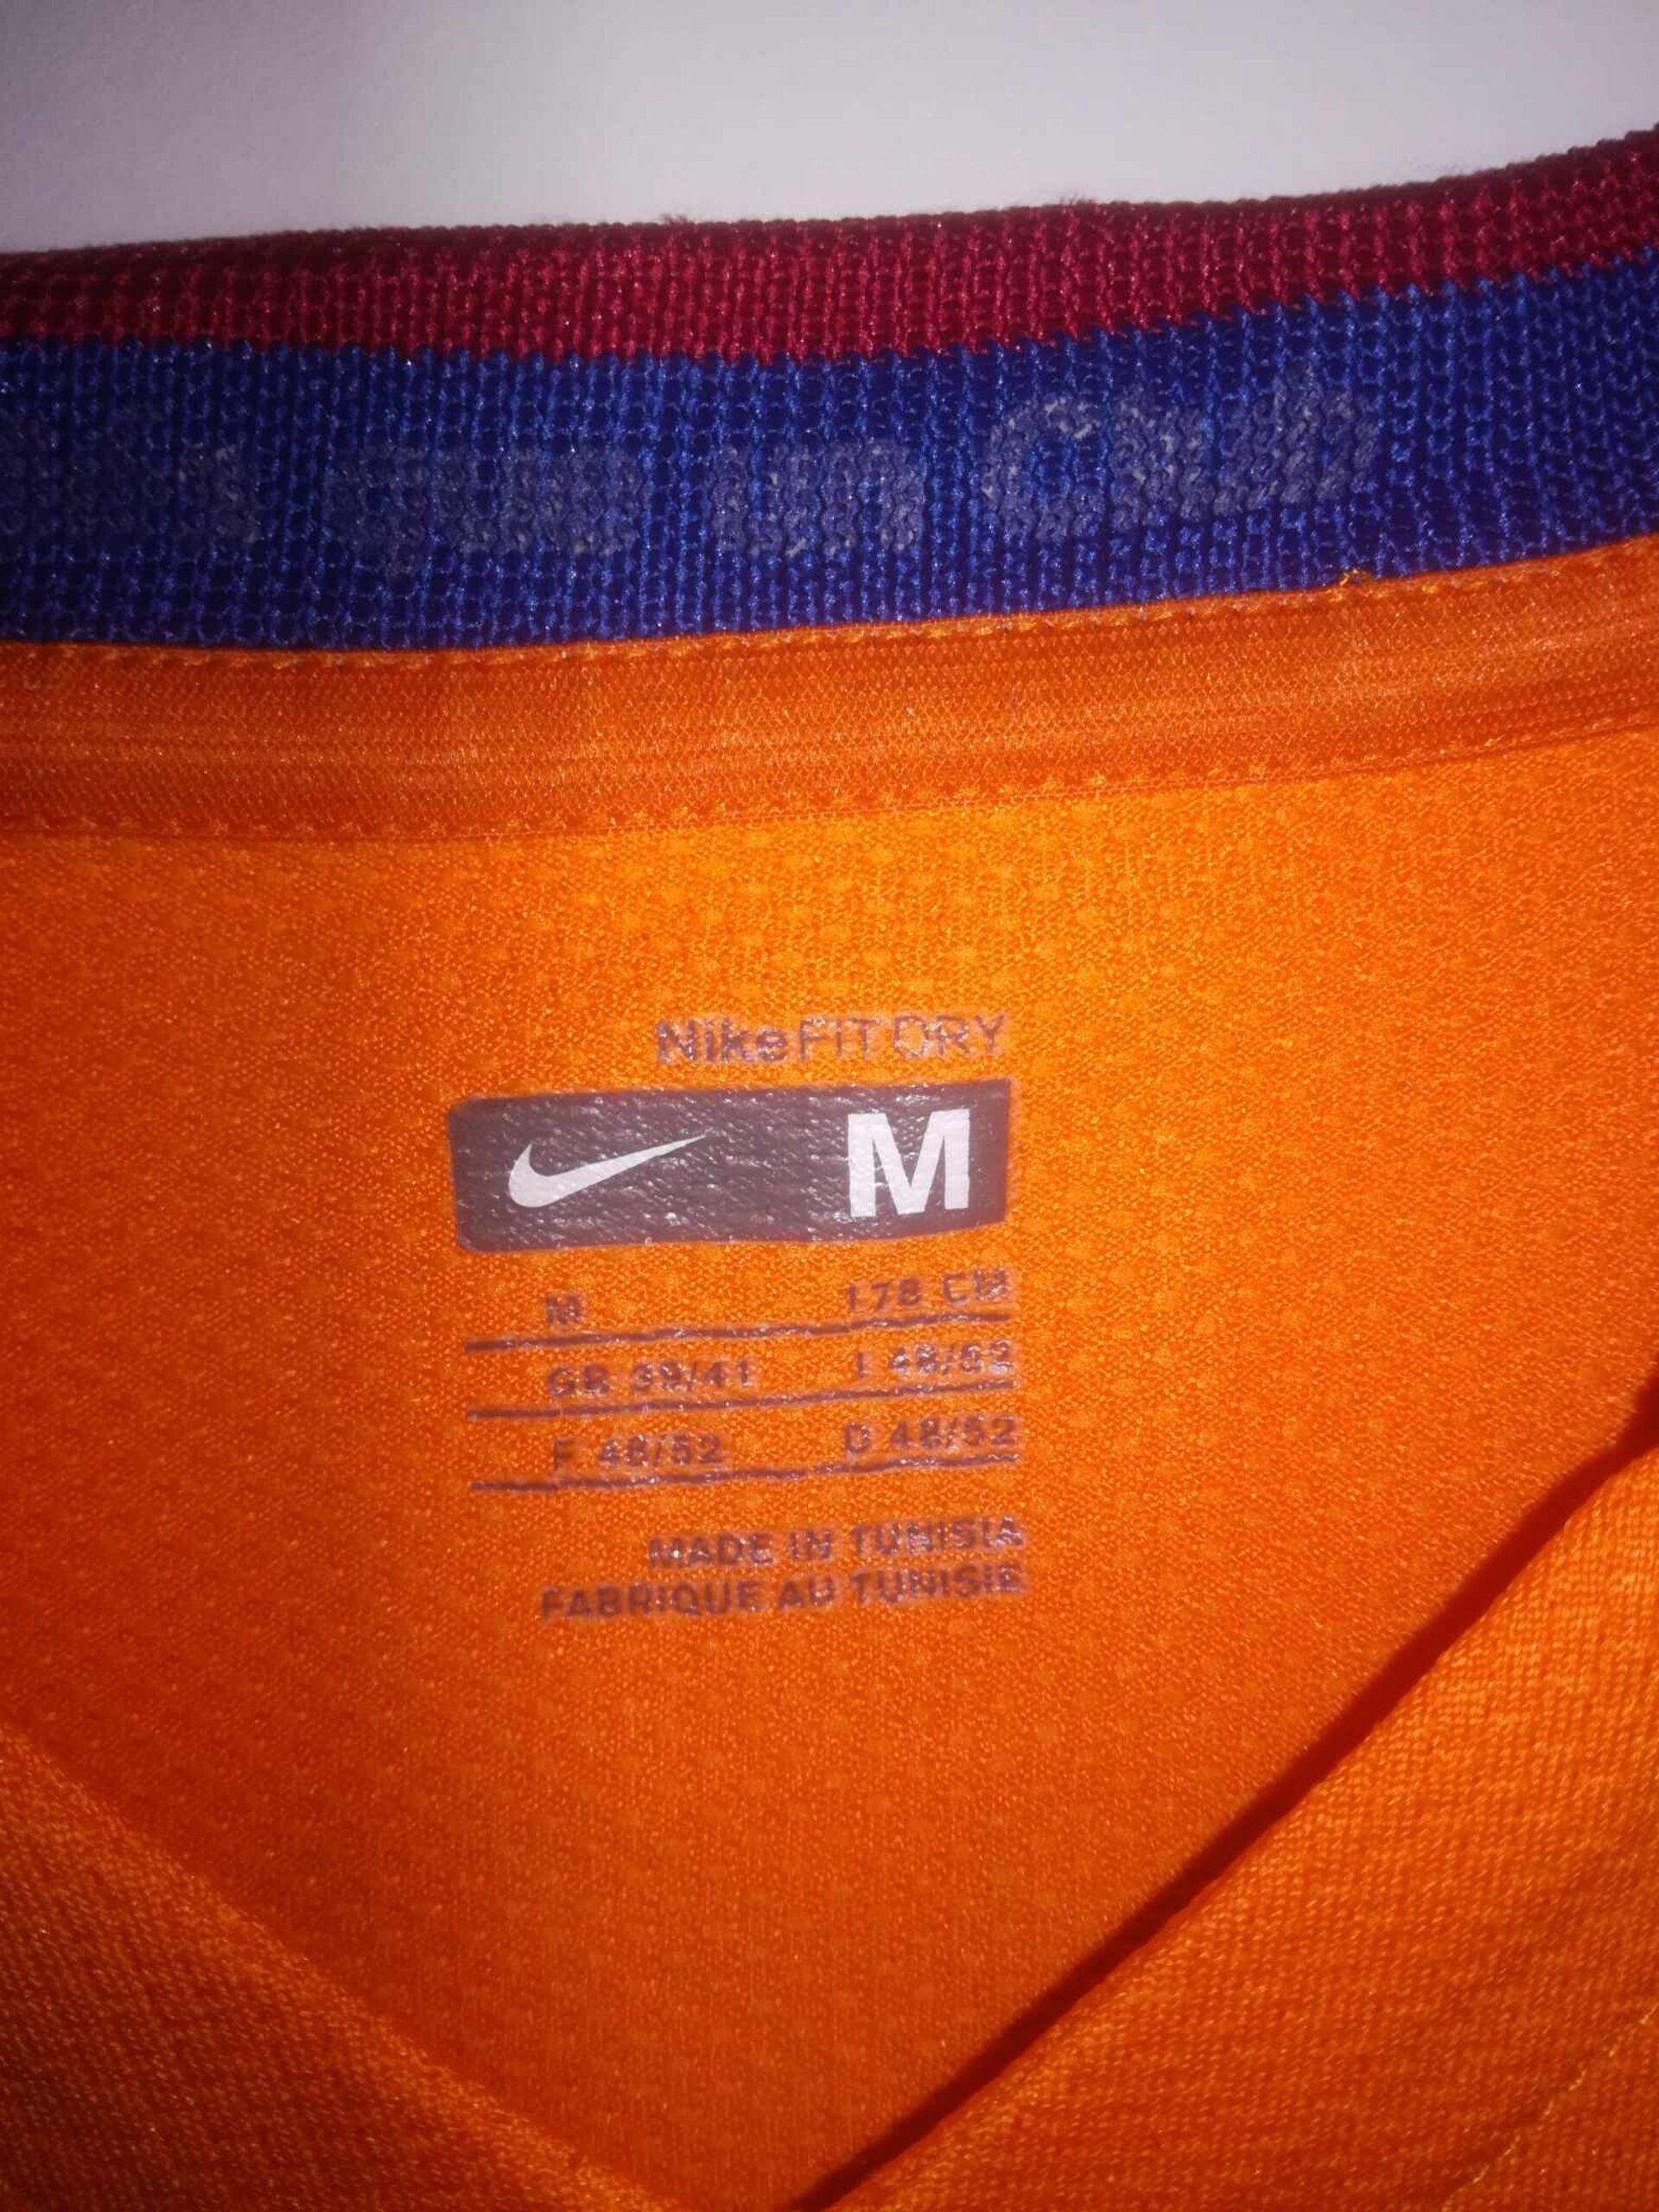 NikeFIT DRY
M
M 178 CM
GB 39/41 I 48/52
F 48/52 D 48/52
MADE IN TUNISIA
FABRIQUE AU TUNISIE